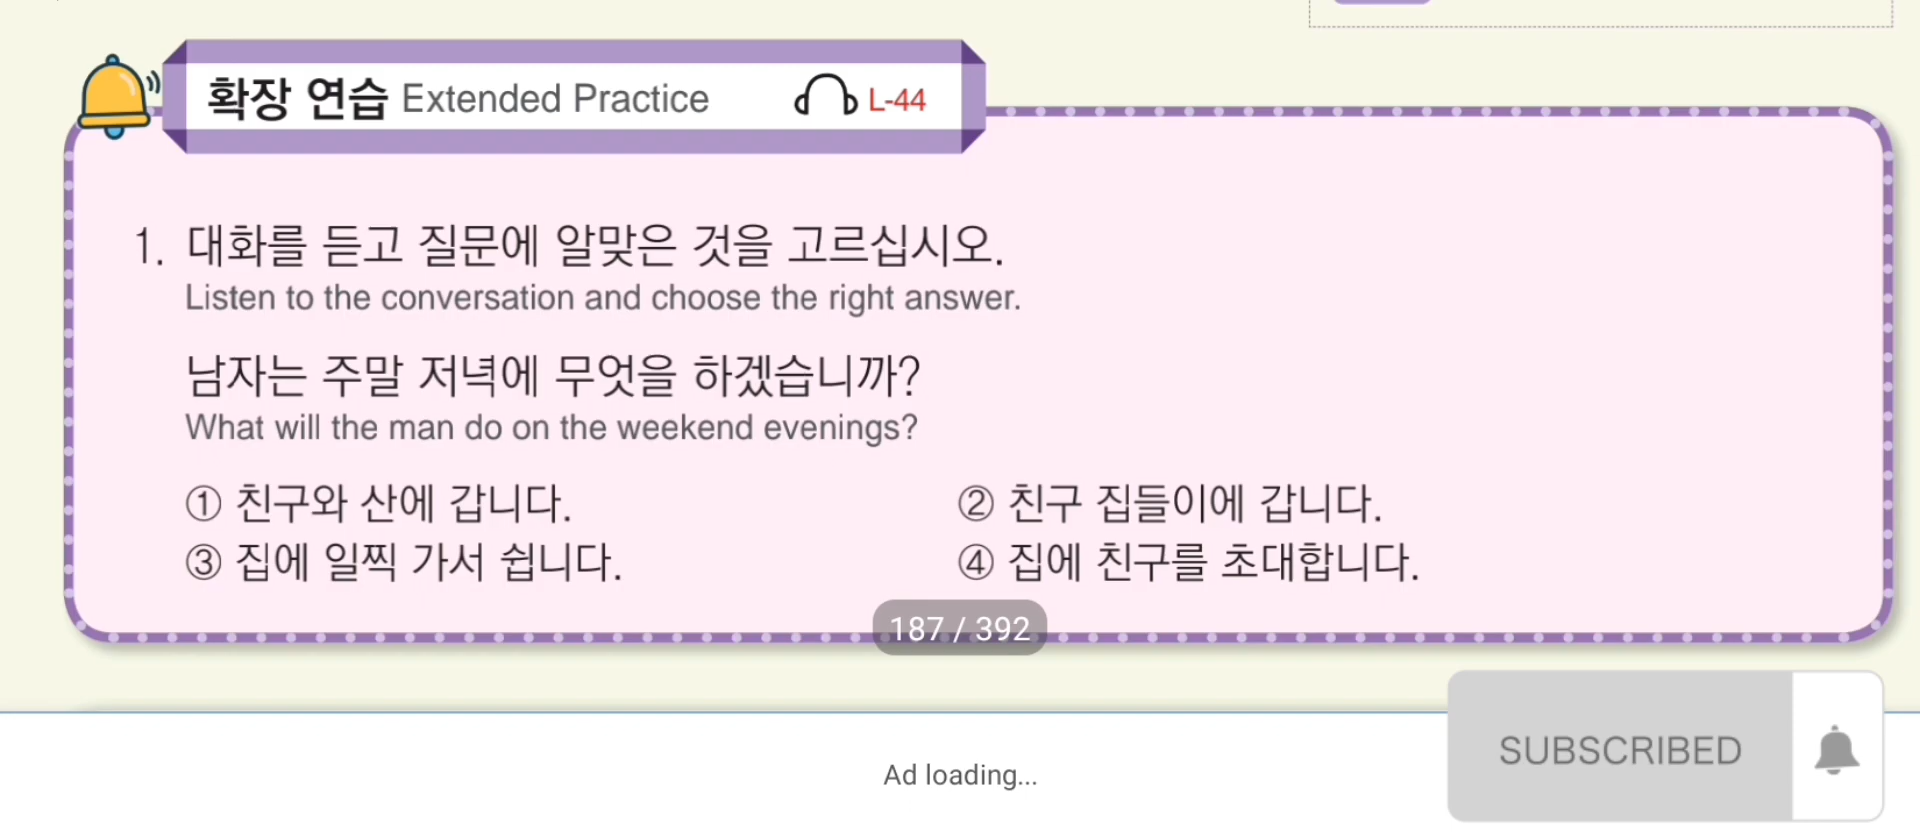 확장 연습 Extended Practice L-44
1. 대화를 듣고 질문에 알맞은 것을 고르십시오.
Listen to the conversation and choose the right answer.
남자는 주말 저녁에 무엇을 하겠습니까?
What will the man do on the weekend evenings?
① 친구와 산에 갑니다. ② 친구 집들이에 갑니다.
③ 집에 일찍 가서 쉽니다. ④ 집에 친구를 초대합니다.
187 / 392
SUBSCRIBED
Ad loading...